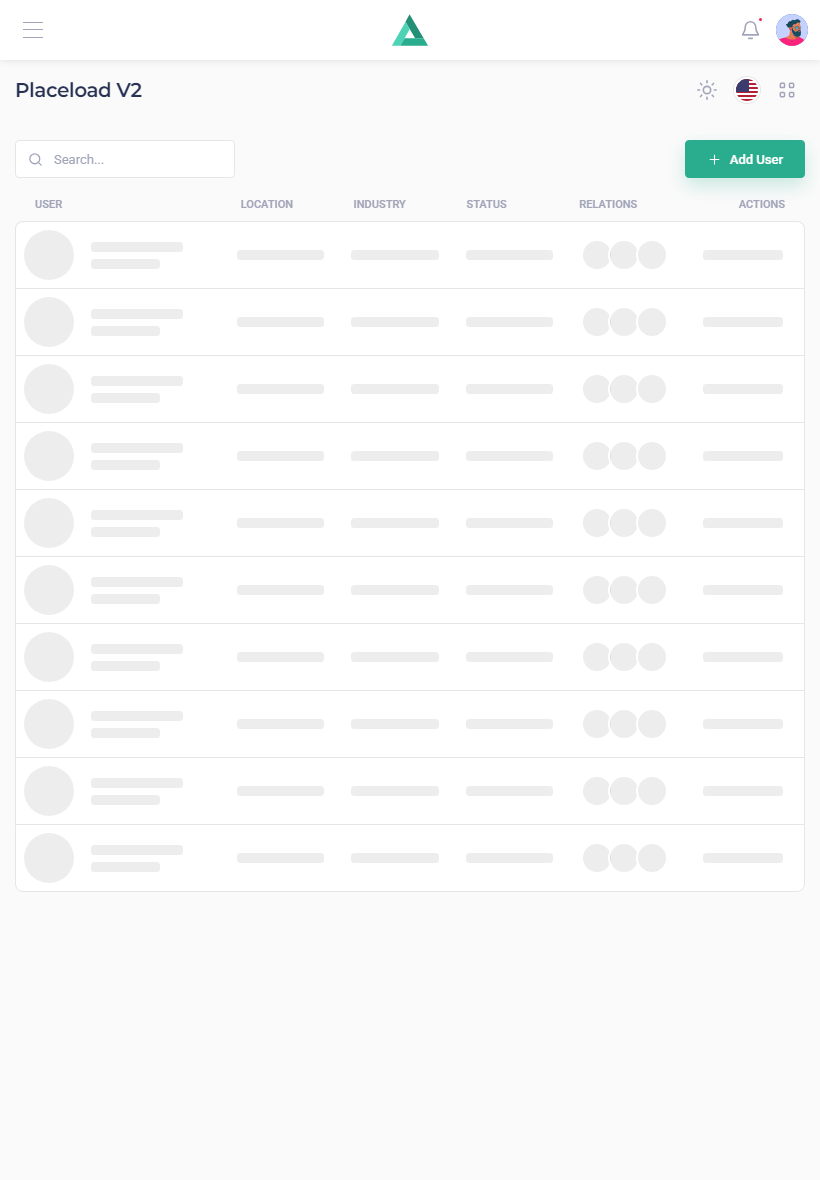 Placeload V2
Search...
Add User
USER LOCATION INDUSTRY STATUS RELATIONS ACTIONS